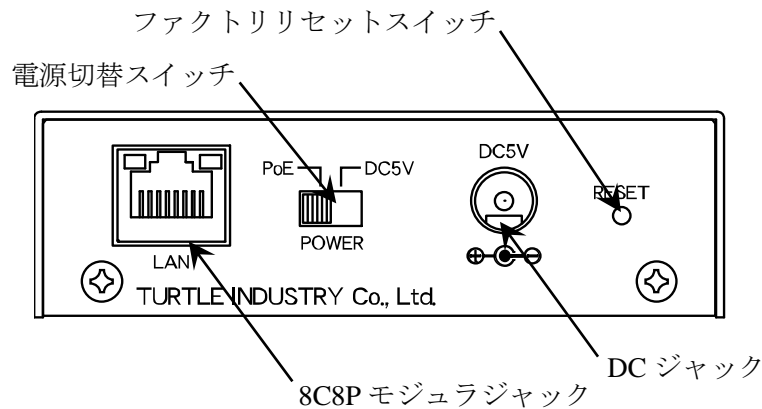 ファクトリリセットスイッチ
電源切替スイッチ
PoE
DC5V
DC5V
RESET
POWER
LAN
TURTLE INDUSTRY Co., Ltd.
DC ジャック
8C8P モジュラジャック